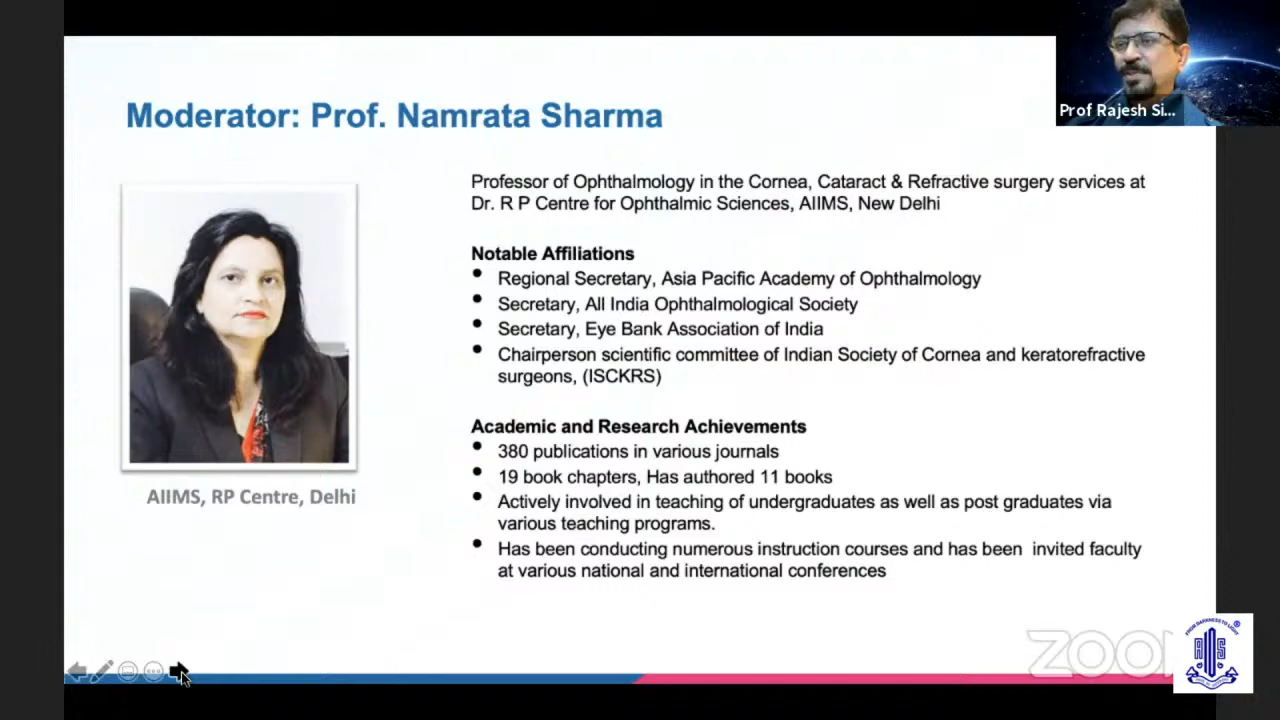 Moderator: Prof. Namrata Sharma
Prof Rajesh Si...
Professor of Ophthalmology in the Cornea, Cataract & Refractive surgery services at
Dr. R P Centre for Ophthalmic Sciences, AIIMS, New Delhi
Notable Affiliations
• Regional Secretary, Asia Pacific Academy of Ophthalmology
• Secretary, All India Ophthalmological Society
• Secretary, Eye Bank Association of India
• Chairperson scientific committee of Indian Society of Cornea and keratorefractive
surgeons, (ISCKRS)
Academic and Research Achievements
• 380 publications in various journals
• 19 book chapters, Has authored 11 books
• Actively involved in teaching of undergraduates as well as post graduates via
various teaching programs.
• Has been conducting numerous instruction courses and has been invited faculty
at various national and international conferences
AIIMS, RP Centre, Delhi
FROM DARKNESS TO LIGHT